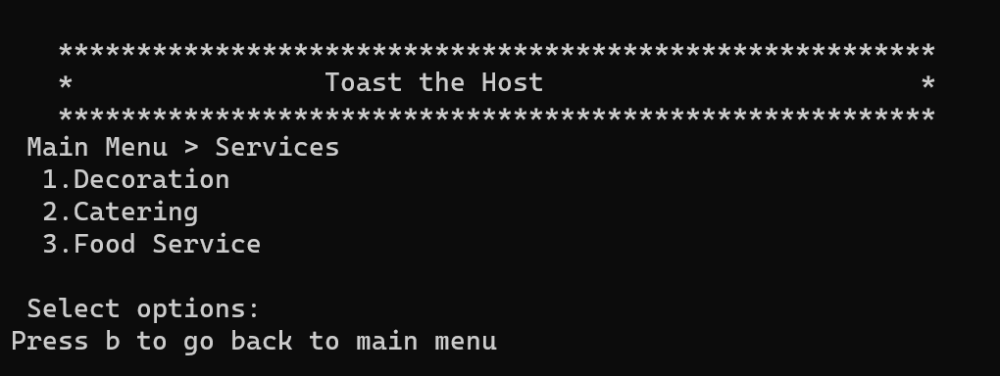 ********************************************************
*                Toast the Host                        *
********************************************************
Main Menu > Services
1.Decoration
2.Catering
3.Food Service
Select options:
Press b to go back to main menu